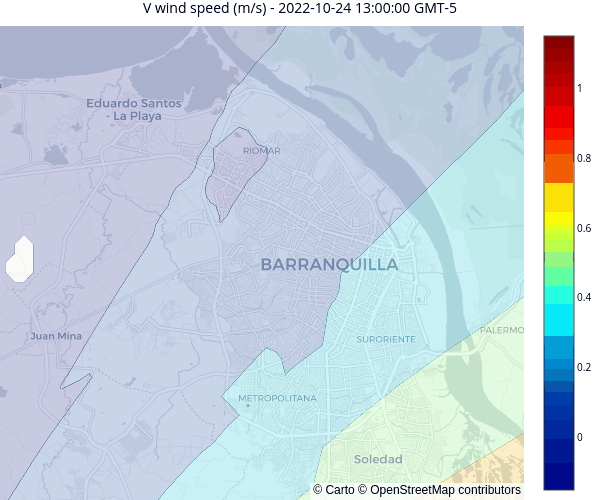 V wind speed (m/s) - 2022-10-24 13:00:00 GMT-5
Eduardo Santos
- La Playa
RIOMAR
BARRANQUILLA
Juan Mina
SURORIENTE
PALERMO
METROPOLITANA
Soledad
© Carto © OpenStreetMap contributors
1
0.8
0.6
0.4
0.2
0